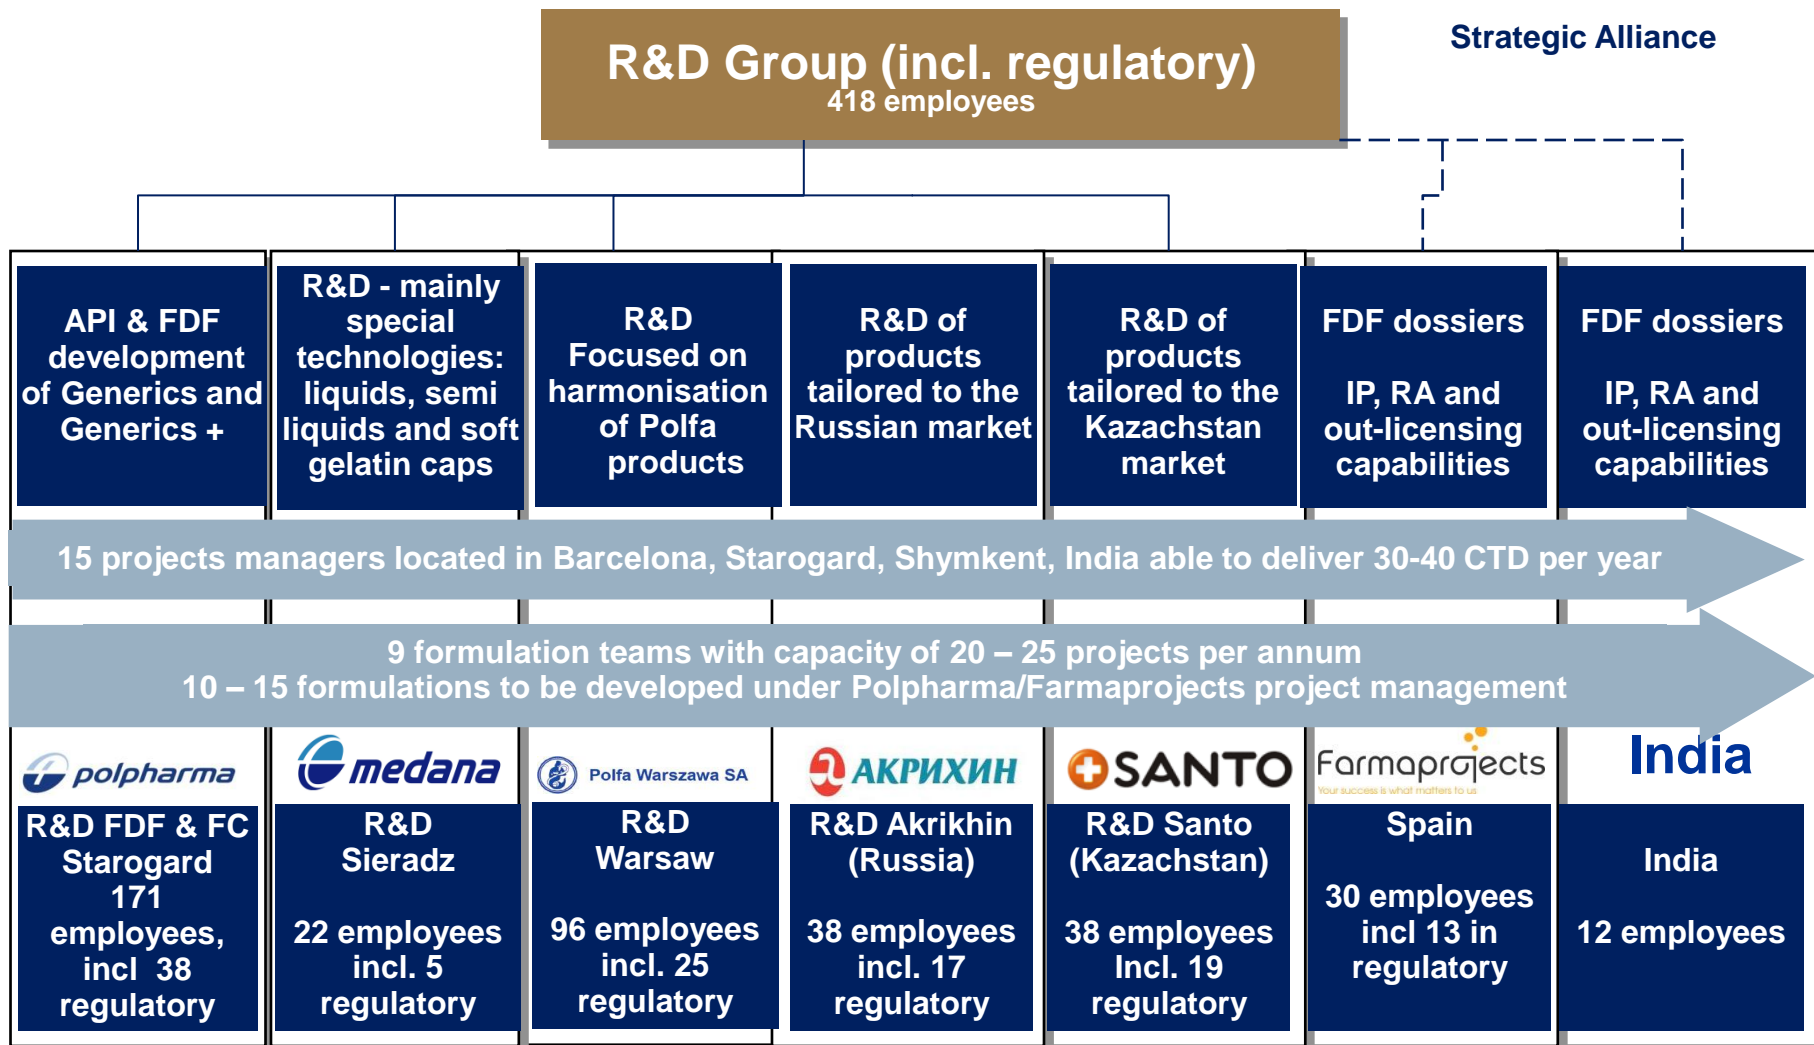 R&D Group (incl. regulatory)
418 employees
Strategic Alliance
API & FDF
development
of Generics and
Generics +
R&D - mainly
special
technologies:
liquids, semi
liquids and soft
gelatin caps
R&D
Focused on
harmonisation
of Polfa
products
R&D of
products
tailored to the
Russian market
R&D of
products
tailored to the
Kazachstan
market
FDF dossiers
IP, RA and
out-licensing
capabilities
FDF dossiers
IP, RA and
out-licensing
capabilities
15 projects managers located in Barcelona, Starogard, Shymkent, India able to deliver 30-40 CTD per year
9 formulation teams with capacity of 20 – 25 projects per annum
10 – 15 formulations to be developed under Polpharma/Farmaprojects project management
polpharma
medana
Polfa Warszawa SA
АКРИХИН
SANTO
Farmaprojects
Your success is what matters to us
India
R&D FDF & FC
Starogard
171
employees,
incl 38
regulatory
R&D
Sieradz
22 employees
incl. 5
regulatory
R&D
Warsaw
96 employees
incl. 25
regulatory
R&D Akrikhin
(Russia)
38 employees
incl. 17
regulatory
R&D Santo
(Kazachstan)
38 employees
Incl. 19
regulatory
Spain
30 employees
incl 13 in
regulatory
India
12 employees